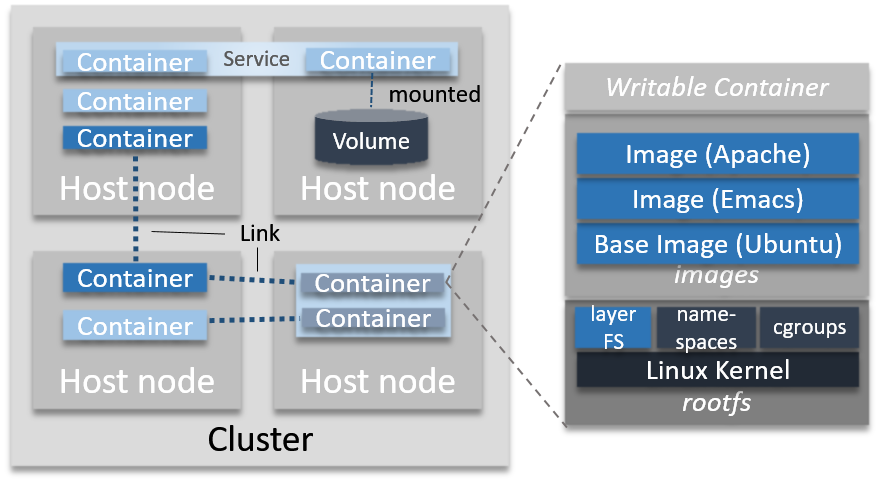 Container
Service
Container
Container
mounted
Container
Volume
Host node
Host node
Link
Container
Container
Container
Container
Host node
Host node
Cluster
Writable Container
Image (Apache)
Image (Emacs)
Base Image (Ubuntu)
images
layer
FS
name-
spaces
cgroups
Linux Kernel
rootfs